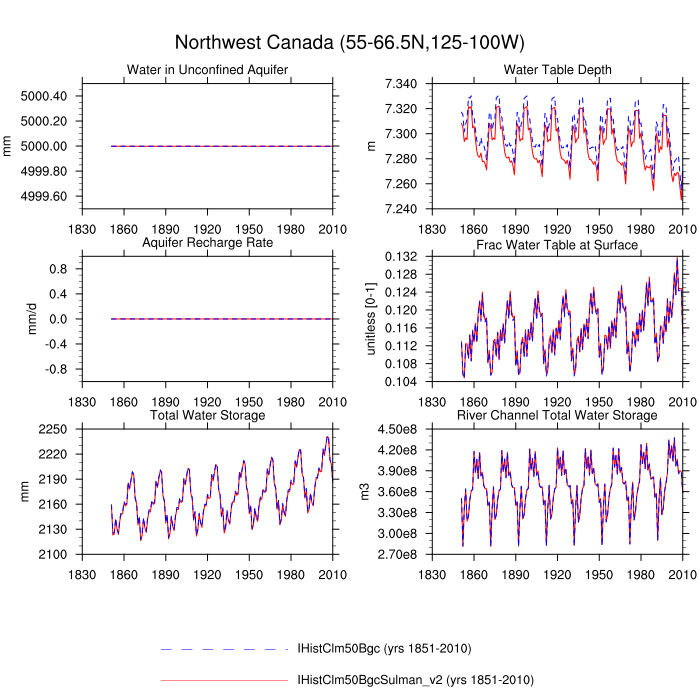 Northwest Canada (55-66.5N,125-100W)
Water in Unconfined Aquifer
mm
5000.40
5000.20
5000.00
4999.80
4999.60
1830 1860 1890 1920 1950 1980 2010
Water Table Depth
m
7.340
7.320
7.300
7.280
7.260
7.240
1830 1860 1890 1920 1950 1980 2010
Aquifer Recharge Rate
mm/d
0.8
0.4
0.0
-0.4
-0.8
1830 1860 1890 1920 1950 1980 2010
Frac Water Table at Surface
unitless [0-1]
0.132
0.128
0.124
0.120
0.116
0.112
0.108
0.104
1830 1860 1890 1920 1950 1980 2010
Total Water Storage
mm
2250
2220
2190
2160
2130
2100
1830 1860 1890 1920 1950 1980 2010
River Channel Total Water Storage
m3
4.50e8
4.20e8
3.90e8
3.60e8
3.30e8
3.00e8
2.70e8
1830 1860 1890 1920 1950 1980 2010
IHistClm50Bgc (yrs 1851-2010)
IHistClm50BgcSulman_v2 (yrs 1851-2010)